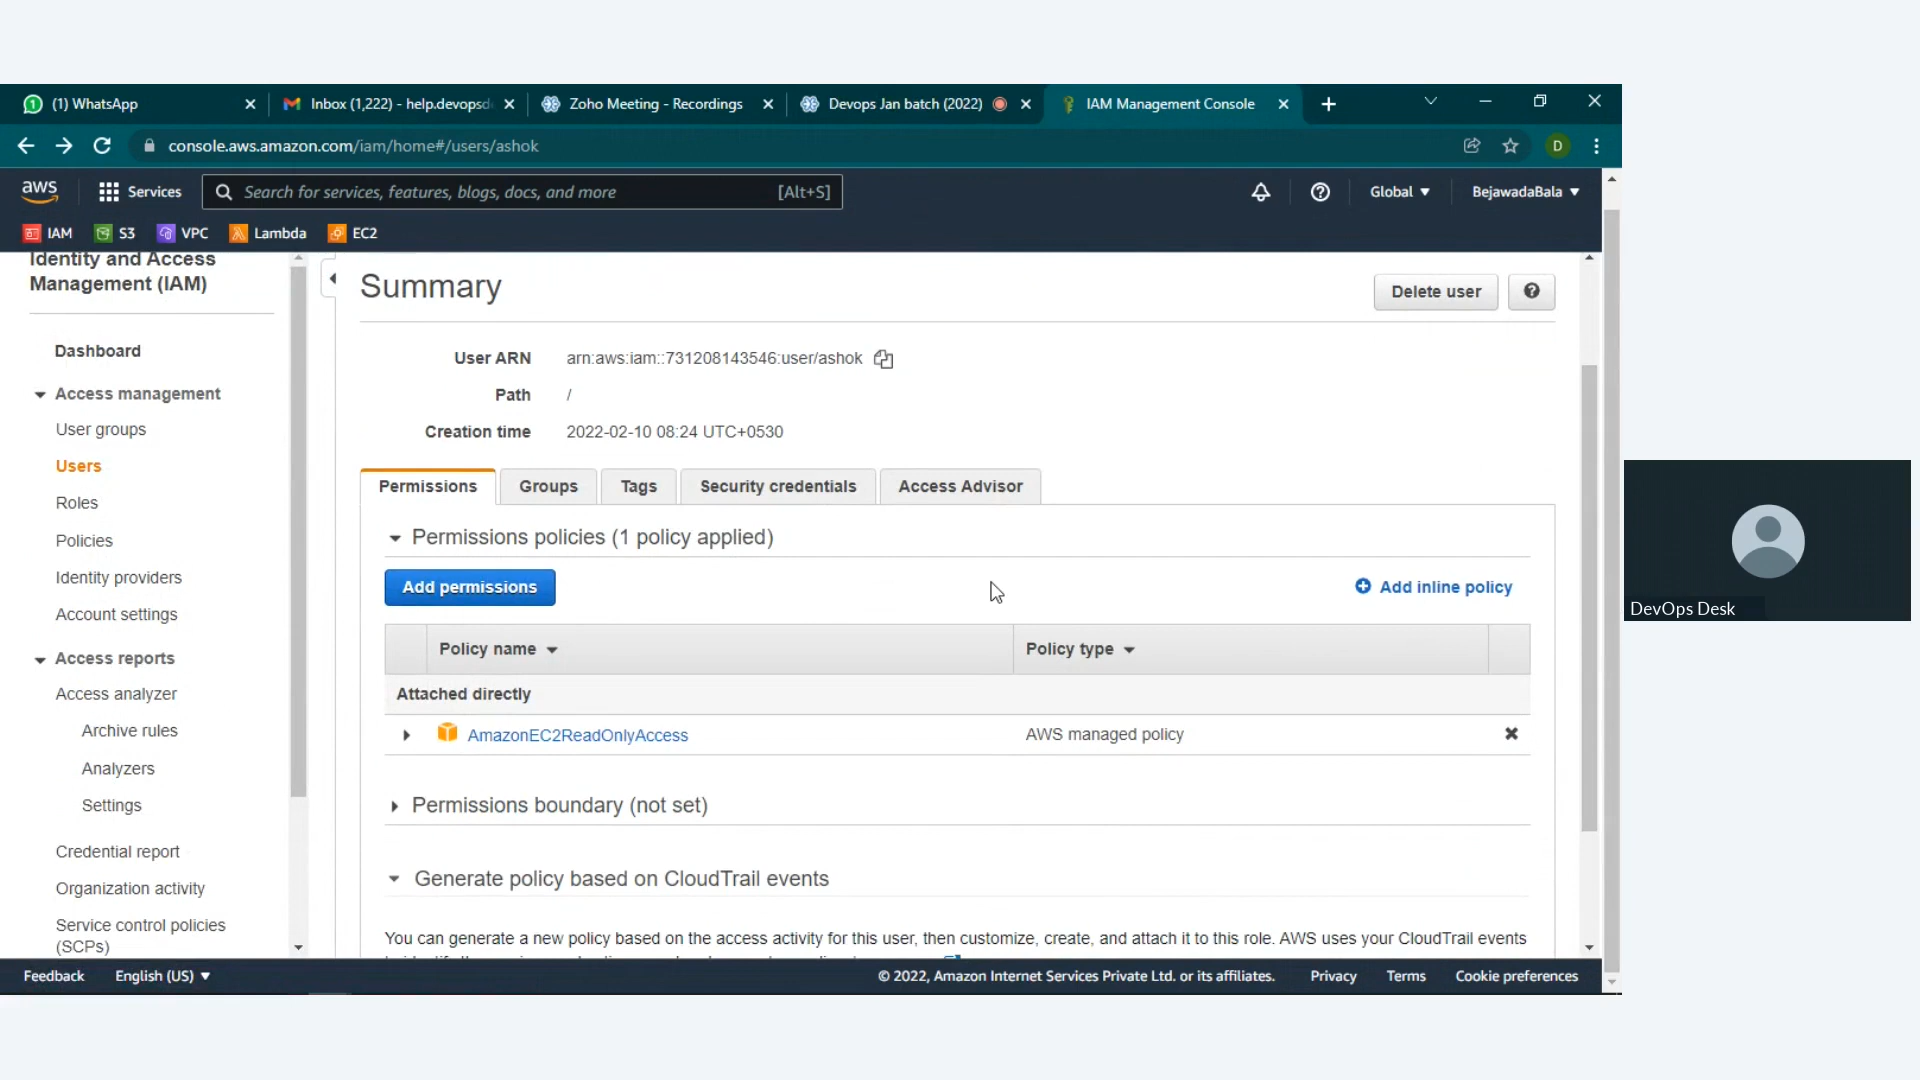 (1) WhatsApp
Inbox (1,222) - help.devopsd
Zoho Meeting - Recordings
Devops Jan batch (2022)
IAM Management Console
console.aws.amazon.com/iam/home#/users/ashok
D
aws
Services
Search for services, features, blogs, docs, and more
[Alt+S]
Global
BejawadaBala
IAM
S3
VPC
Lambda
EC2
Identity and Access
Management (IAM)
Dashboard
Access management
User groups
Users
Roles
Policies
Identity providers
Account settings
Access reports
Access analyzer
Archive rules
Analyzers
Settings
Credential report
Organization activity
Service control policies
(SCPs)
Summary
Delete user
User ARN arn:aws:iam::731208143546:user/ashok
Path /
Creation time 2022-02-10 08:24 UTC+0530
Permissions
Groups
Tags
Security credentials
Access Advisor
Permissions policies (1 policy applied)
Add permissions
Add inline policy
Policy name
Policy type
Attached directly
AmazonEC2ReadOnlyAccess
AWS managed policy
Permissions boundary (not set)
Generate policy based on CloudTrail events
You can generate a new policy based on the access activity for this user, then customize, create, and attach it to this role. AWS uses your CloudTrail events
Feedback
English (US)
© 2022, Amazon Internet Services Private Ltd. or its affiliates.
Privacy
Terms
Cookie preferences
DevOps Desk